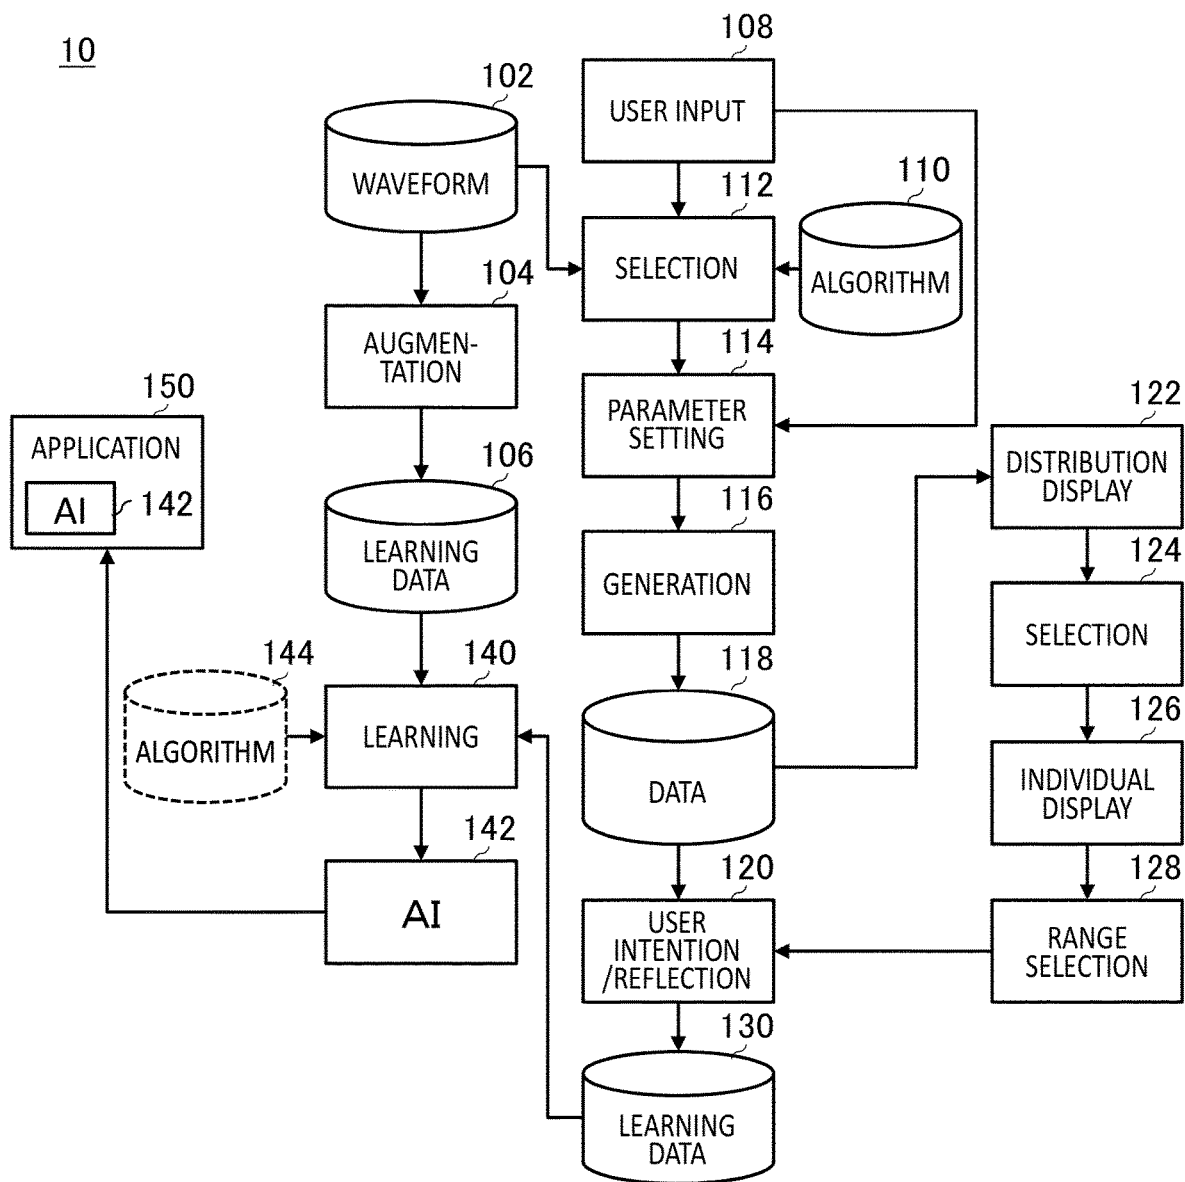 10
108
USER INPUT
102
WAVEFORM
112
SELECTION
110
ALGORITHM
104
AUGMEN-
TATION
114
PARAMETER
SETTING
150
APPLICATION
AI
142
106
LEARNING
DATA
116
GENERATION
122
DISTRIBUTION
DISPLAY
124
SELECTION
144
ALGORITHM
140
LEARNING
118
DATA
126
INDIVIDUAL
DISPLAY
142
AI
120
USER
INTENTION
/REFLECTION
128
RANGE
SELECTION
130
LEARNING
DATA